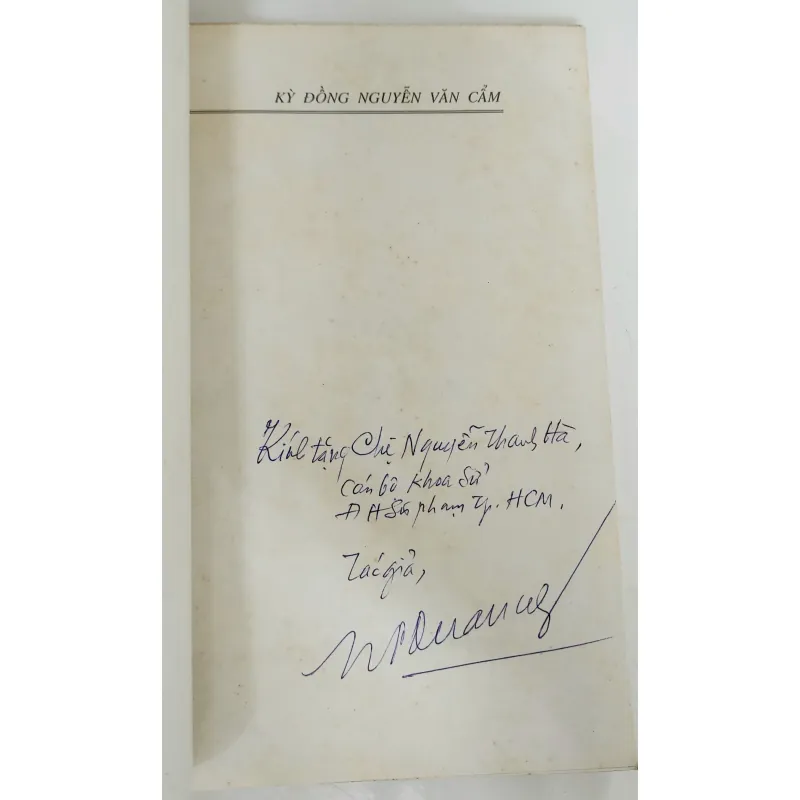 KỲ ĐỒNG NGUYỄN VĂN CẨM
Kính tặng Chị Nguyễn Thanh Hà,
cán bộ khoa Sử
ĐH Sư phạm Tp. HCM.
Tác giả,